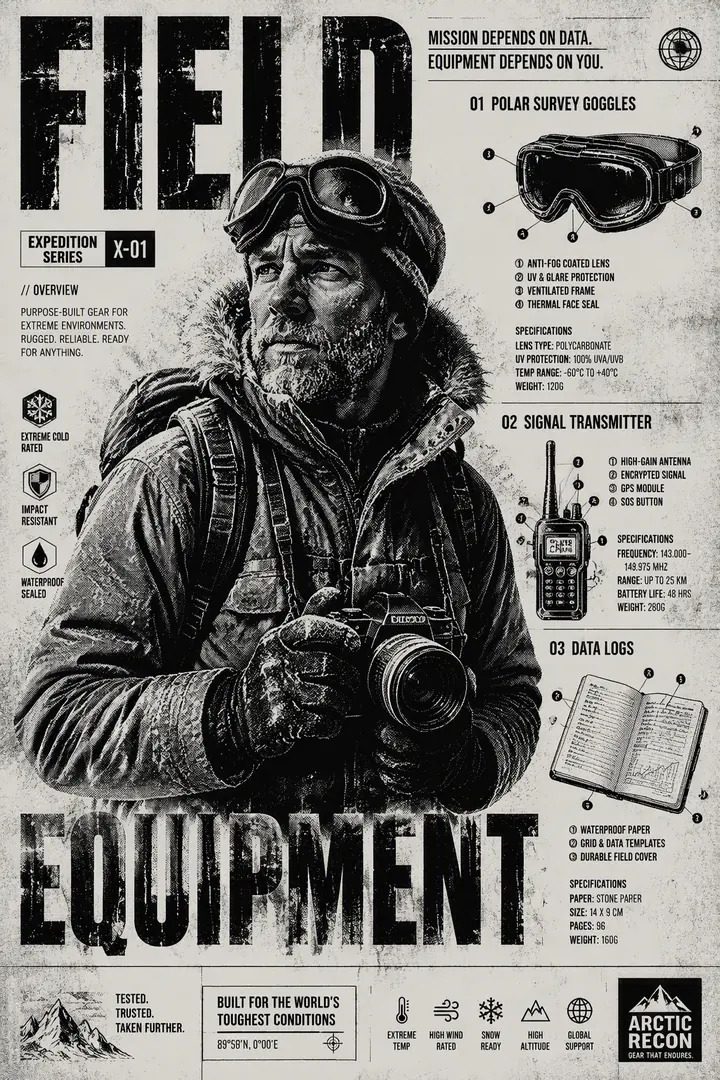 FIELD
MISSION DEPENDS ON DATA.
EQUIPMENT DEPENDS ON YOU.
EXPEDITION
SERIES
X-01
// OVERVIEW
PURPOSE-BUILT GEAR FOR
EXTREME ENVIRONMENTS.
RUGGED. RELIABLE. READY
FOR ANYTHING.
EXTREME COLD
RATED
IMPACT
RESISTANT
WATERPROOF
SEALED
01 POLAR SURVEY GOGGLES
① ANTI-FOG COATED LENS
② UV & GLARE PROTECTION
③ VENTILATED FRAME
④ THERMAL FACE SEAL
SPECIFICATIONS
LENS TYPE: POLYCARBONATE
UV PROTECTION: 100% UVA/UVB
TEMP RANGE: -60°C TO +40°C
WEIGHT: 120G
02 SIGNAL TRANSMITTER
① HIGH-GAIN ANTENNA
② ENCRYPTED SIGNAL
③ GPS MODULE
④ SOS BUTTON
SPECIFICATIONS
FREQUENCY: 143.000–
149.975 MHZ
RANGE: UP TO 25 KM
BATTERY LIFE: 48 HRS
WEIGHT: 280G
03 DATA LOGS
① WATERPROOF PAPER
② GRID & DATA TEMPLATES
③ DURABLE FIELD COVER
SPECIFICATIONS
PAPER: STONE PAPER
SIZE: 14 X 9 CM
PAGES: 96
WEIGHT: 160G
EQUIPMENT
TESTED.
TRUSTED.
TAKEN FURTHER.
BUILT FOR THE WORLD'S
TOUGHEST CONDITIONS
89°58'N, 0°00'E
EXTREME
TEMP
HIGH WIND
RATED
SNOW
READY
HIGH
ALTITUDE
GLOBAL
SUPPORT
ARCTIC
RECON
GEAR THAT ENDURES.